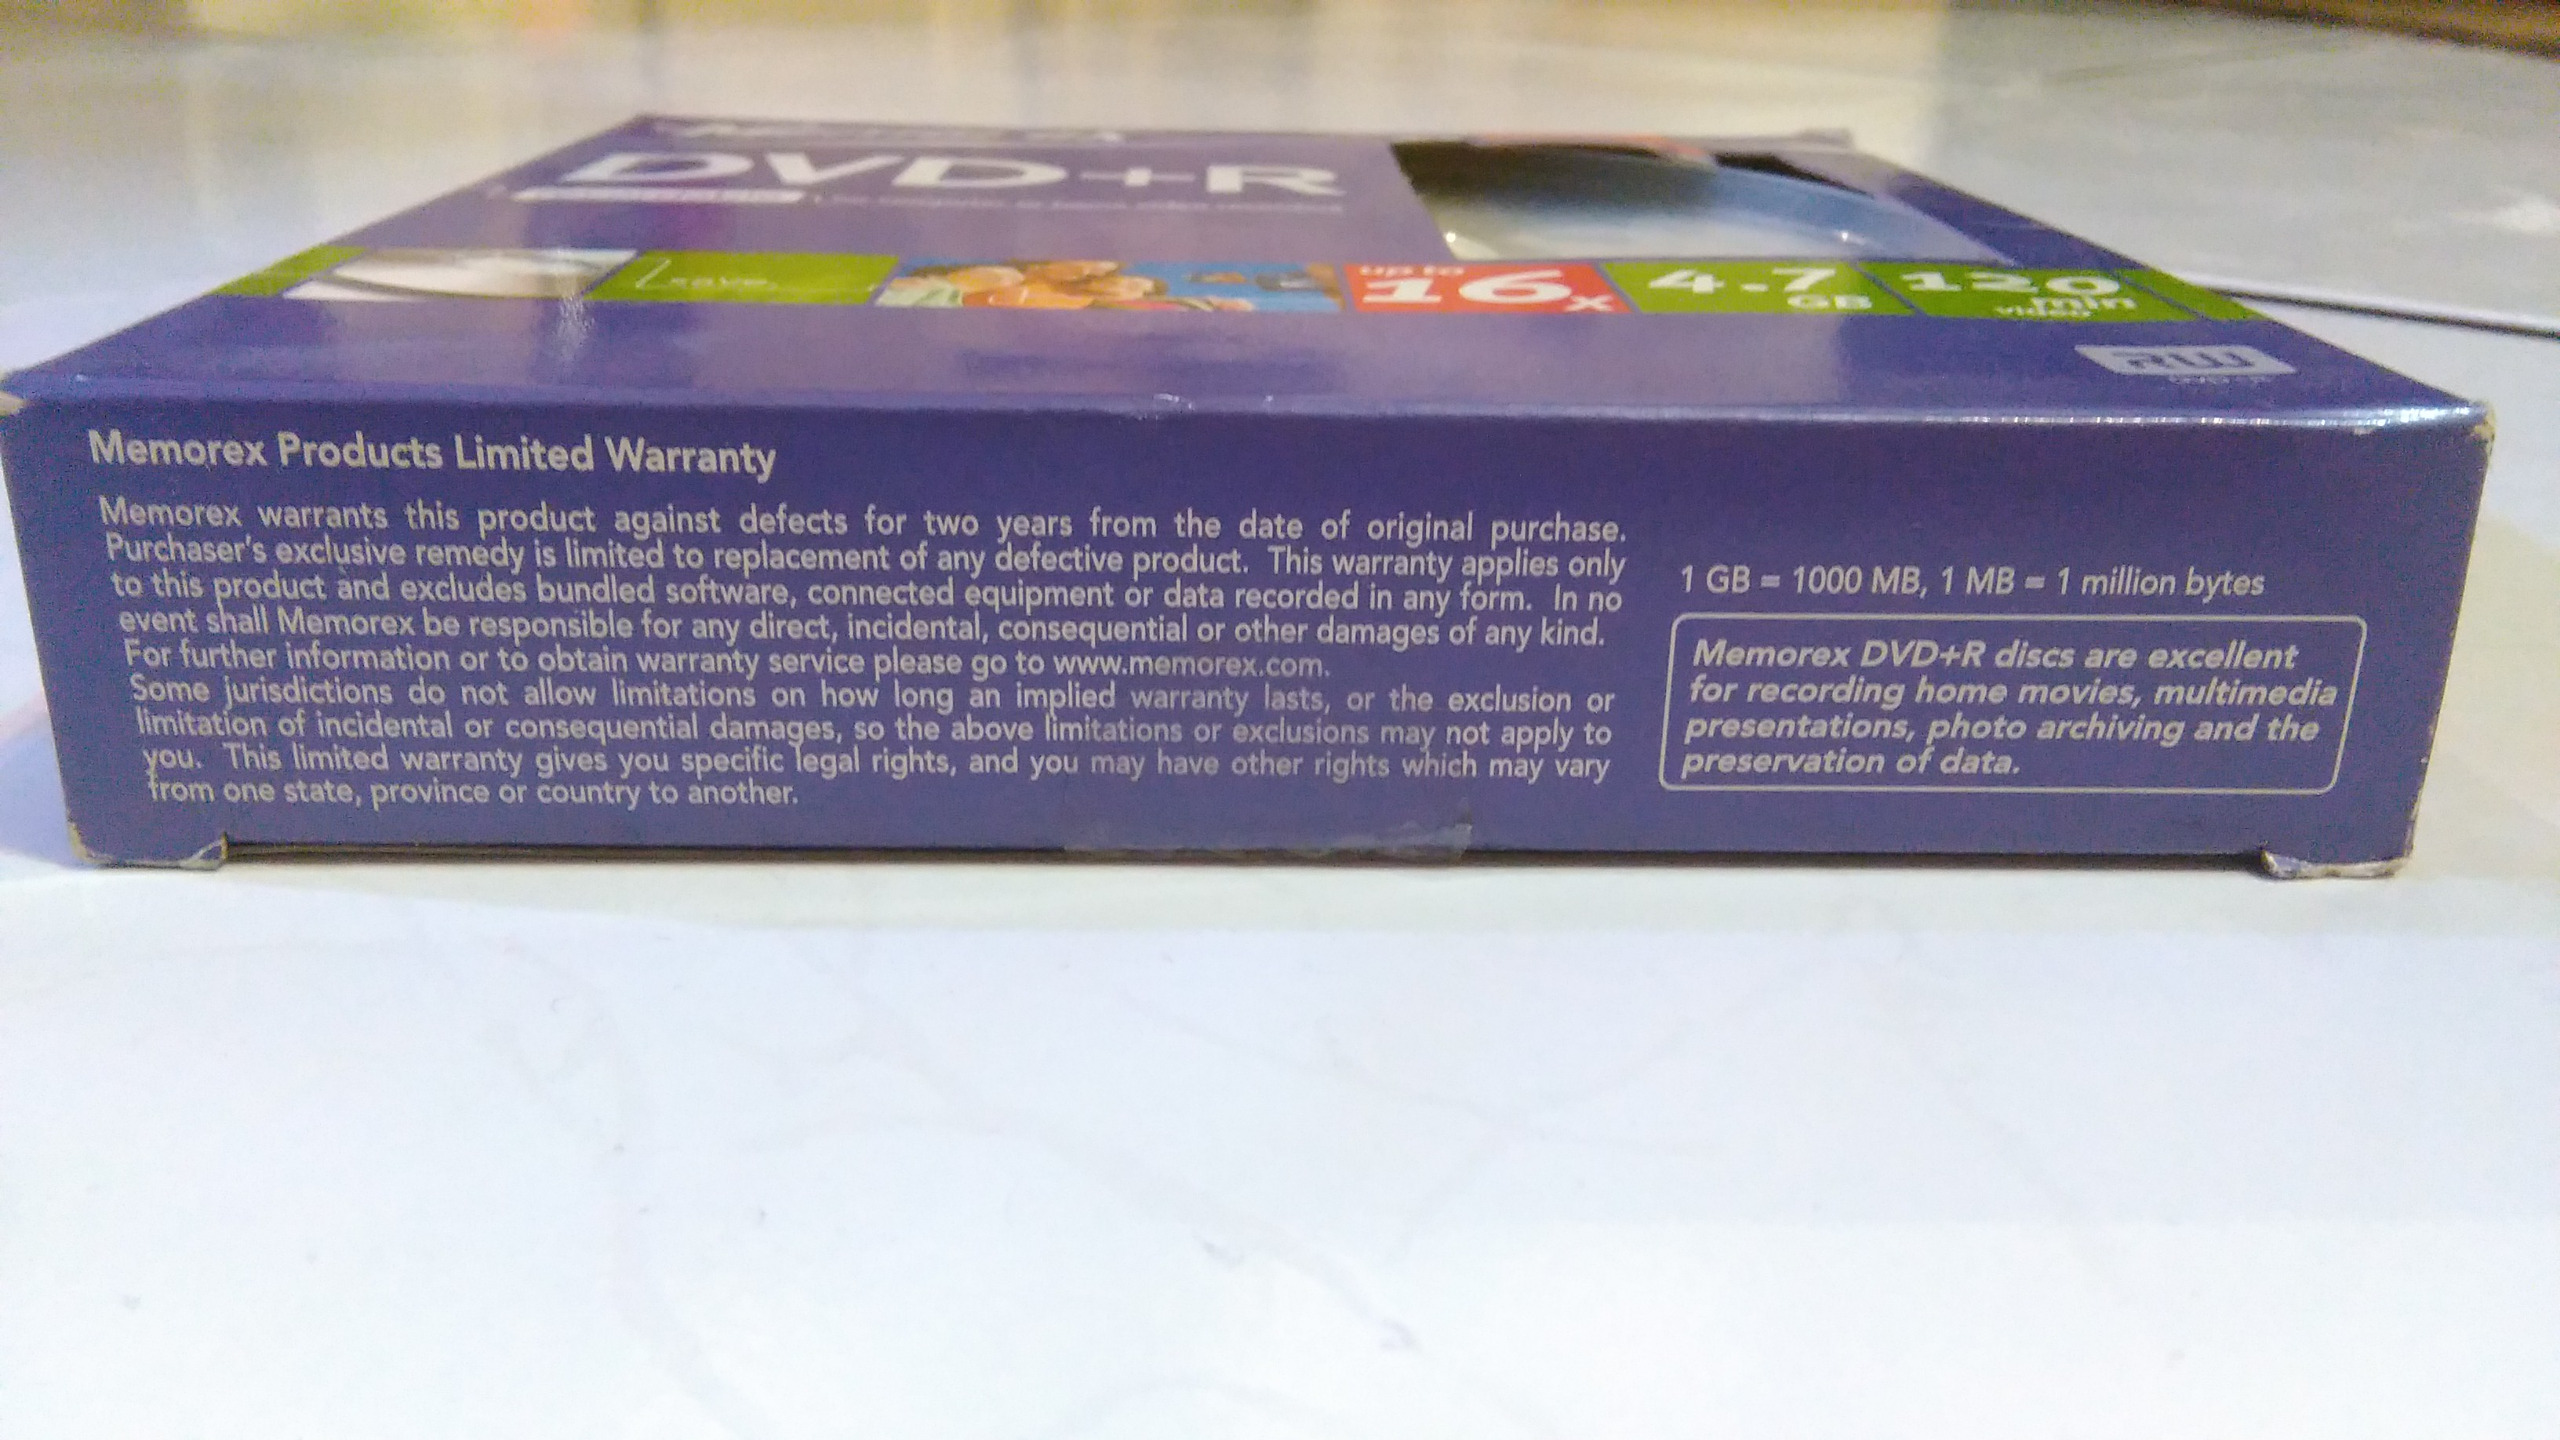 DVD+R
save.
up to
16x
4.7
GB
120
min
video
RW
Memorex Products Limited Warranty
Memorex warrants this product against defects for two years from the date of original purchase.
Purchaser's exclusive remedy is limited to replacement of any defective product. This warranty applies only
to this product and excludes bundled software, connected equipment or data recorded in any form. In no
event shall Memorex be responsible for any direct, incidental, consequential or other damages of any kind.
For further information or to obtain warranty service please go to www.memorex.com.
Some jurisdictions do not allow limitations on how long an implied warranty lasts, or the exclusion or
limitation of incidental or consequential damages, so the above limitations or exclusions may not apply to
you. This limited warranty gives you specific legal rights, and you may have other rights which may vary
from one state, province or country to another.
1 GB = 1000 MB, 1 MB = 1 million bytes
Memorex DVD+R discs are excellent
for recording home movies, multimedia
presentations, photo archiving and the
preservation of data.